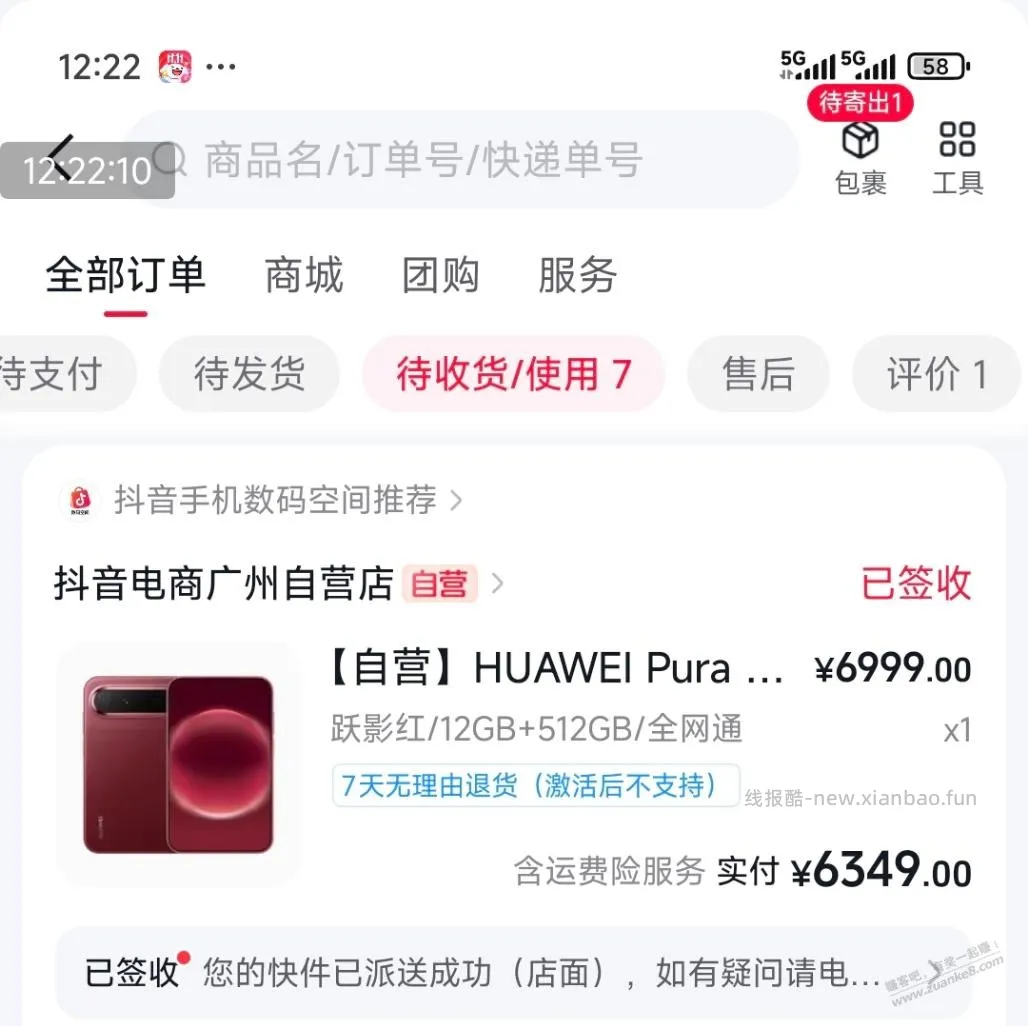 12:22
5G 5G 58
待寄出1
商品名/订单号/快递单号
12:22:10
包裹
工具
全部订单 商城 团购 服务
待支付 待发货 待收货/使用 7 售后 评价 1
抖音手机数码空间推荐
抖音电商广州自营店 自营 已签收
【自营】HUAWEI Pura ... ¥6999.00
跃影红/12GB+512GB/全网通 x1
7天无理由退货（激活后不支持）
线报酷-new.xianbao.fun
含运费险服务 实付 ¥6349.00
已签收 您的快件已派送成功（店面），如有疑问请电...
www.zuanke8.com